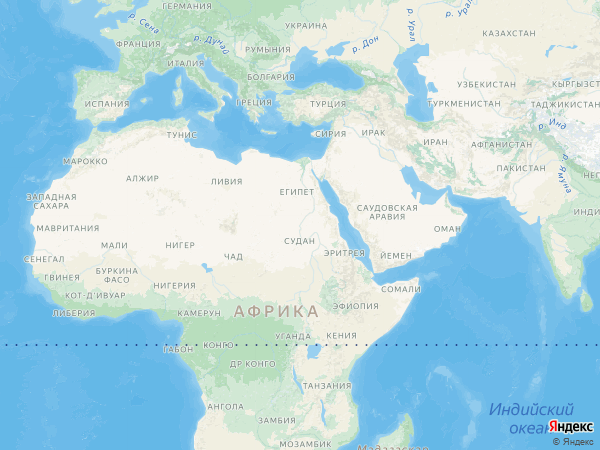 ГЕРМАНИЯ
р. Сена
р. Дунай
ФРАНЦИЯ
УКРАИНА
р. Дон
р. Урал
р. Урал
КАЗАХСТАН
РУМЫНИЯ
ИТАЛИЯ
БОЛГАРИЯ
ИСПАНИЯ
ГРЕЦИЯ
ТУРЦИЯ
УЗБЕКИСТАН
КЫРГЫЗСТ
ТУРКМЕНИСТАН
ТАДЖИКИСТАН
ТУНИС
СИРИЯ
ИРАК
ИРАН
АФГАНИСТАН
р. Инд
МАРОККО
АЛЖИР
ЛИВИЯ
ЕГИПЕТ
ПАКИСТАН
р. Ямуна
НЕП
ЗАПАДНАЯ
САХАРА
САУДОВСКАЯ
АРАВИЯ
ИНДИ
МАВРИТАНИЯ
ОМАН
МАЛИ
НИГЕР
ЧАД
СУДАН
ЭРИТРЕЯ
ЙЕМЕН
СЕНЕГАЛ
ГВИНЕЯ
БУРКИНА
ФАСО
НИГЕРИЯ
СОМАЛИ
КОТ-Д'ИВУАР
ЛИБЕРИЯ
КАМЕРУН
АФРИКА
ЭФИОПИЯ
ГАБОН
КОНГО
УГАНДА
КЕНИЯ
ДР КОНГО
ТАНЗАНИЯ
АНГОЛА
ЗАМБИЯ
МОЗАМБИК
Мадагаскар
Индийский
океан
Яндекс
© Яндекс